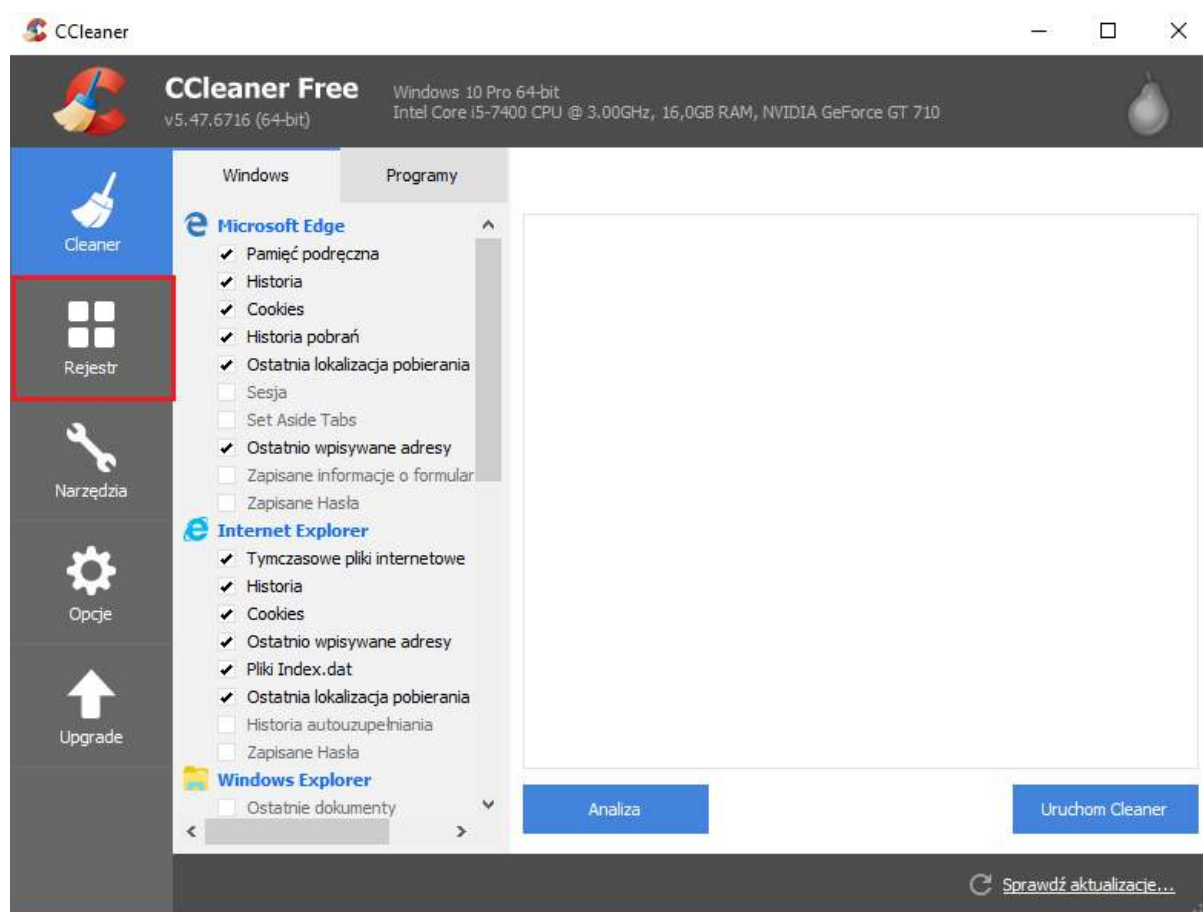 CCleaner
CCleaner Free
v5.47.6716 (64-bit)
Windows 10 Pro 64-bit
Intel Core i5-7400 CPU @ 3.00GHz, 16,0GB RAM, NVIDIA GeForce GT 710
Cleaner
Rejestr
Narzędzia
Opcje
Upgrade
Windows
Programy
Microsoft Edge
Pamięć podręczna
Historia
Cookies
Historia pobrań
Ostatnia lokalizacja pobierania
Sesja
Set Aside Tabs
Ostatnio wpisywane adresy
Zapisane informacje o formular
Zapisane Hasła
Internet Explorer
Tymczasowe pliki internetowe
Historia
Cookies
Ostatnio wpisywane adresy
Pliki Index.dat
Ostatnia lokalizacja pobierania
Historia autouzupełniania
Zapisane Hasła
Windows Explorer
Ostatnie dokumenty
Analiza
Uruchom Cleaner
Sprawdź aktualizacje...